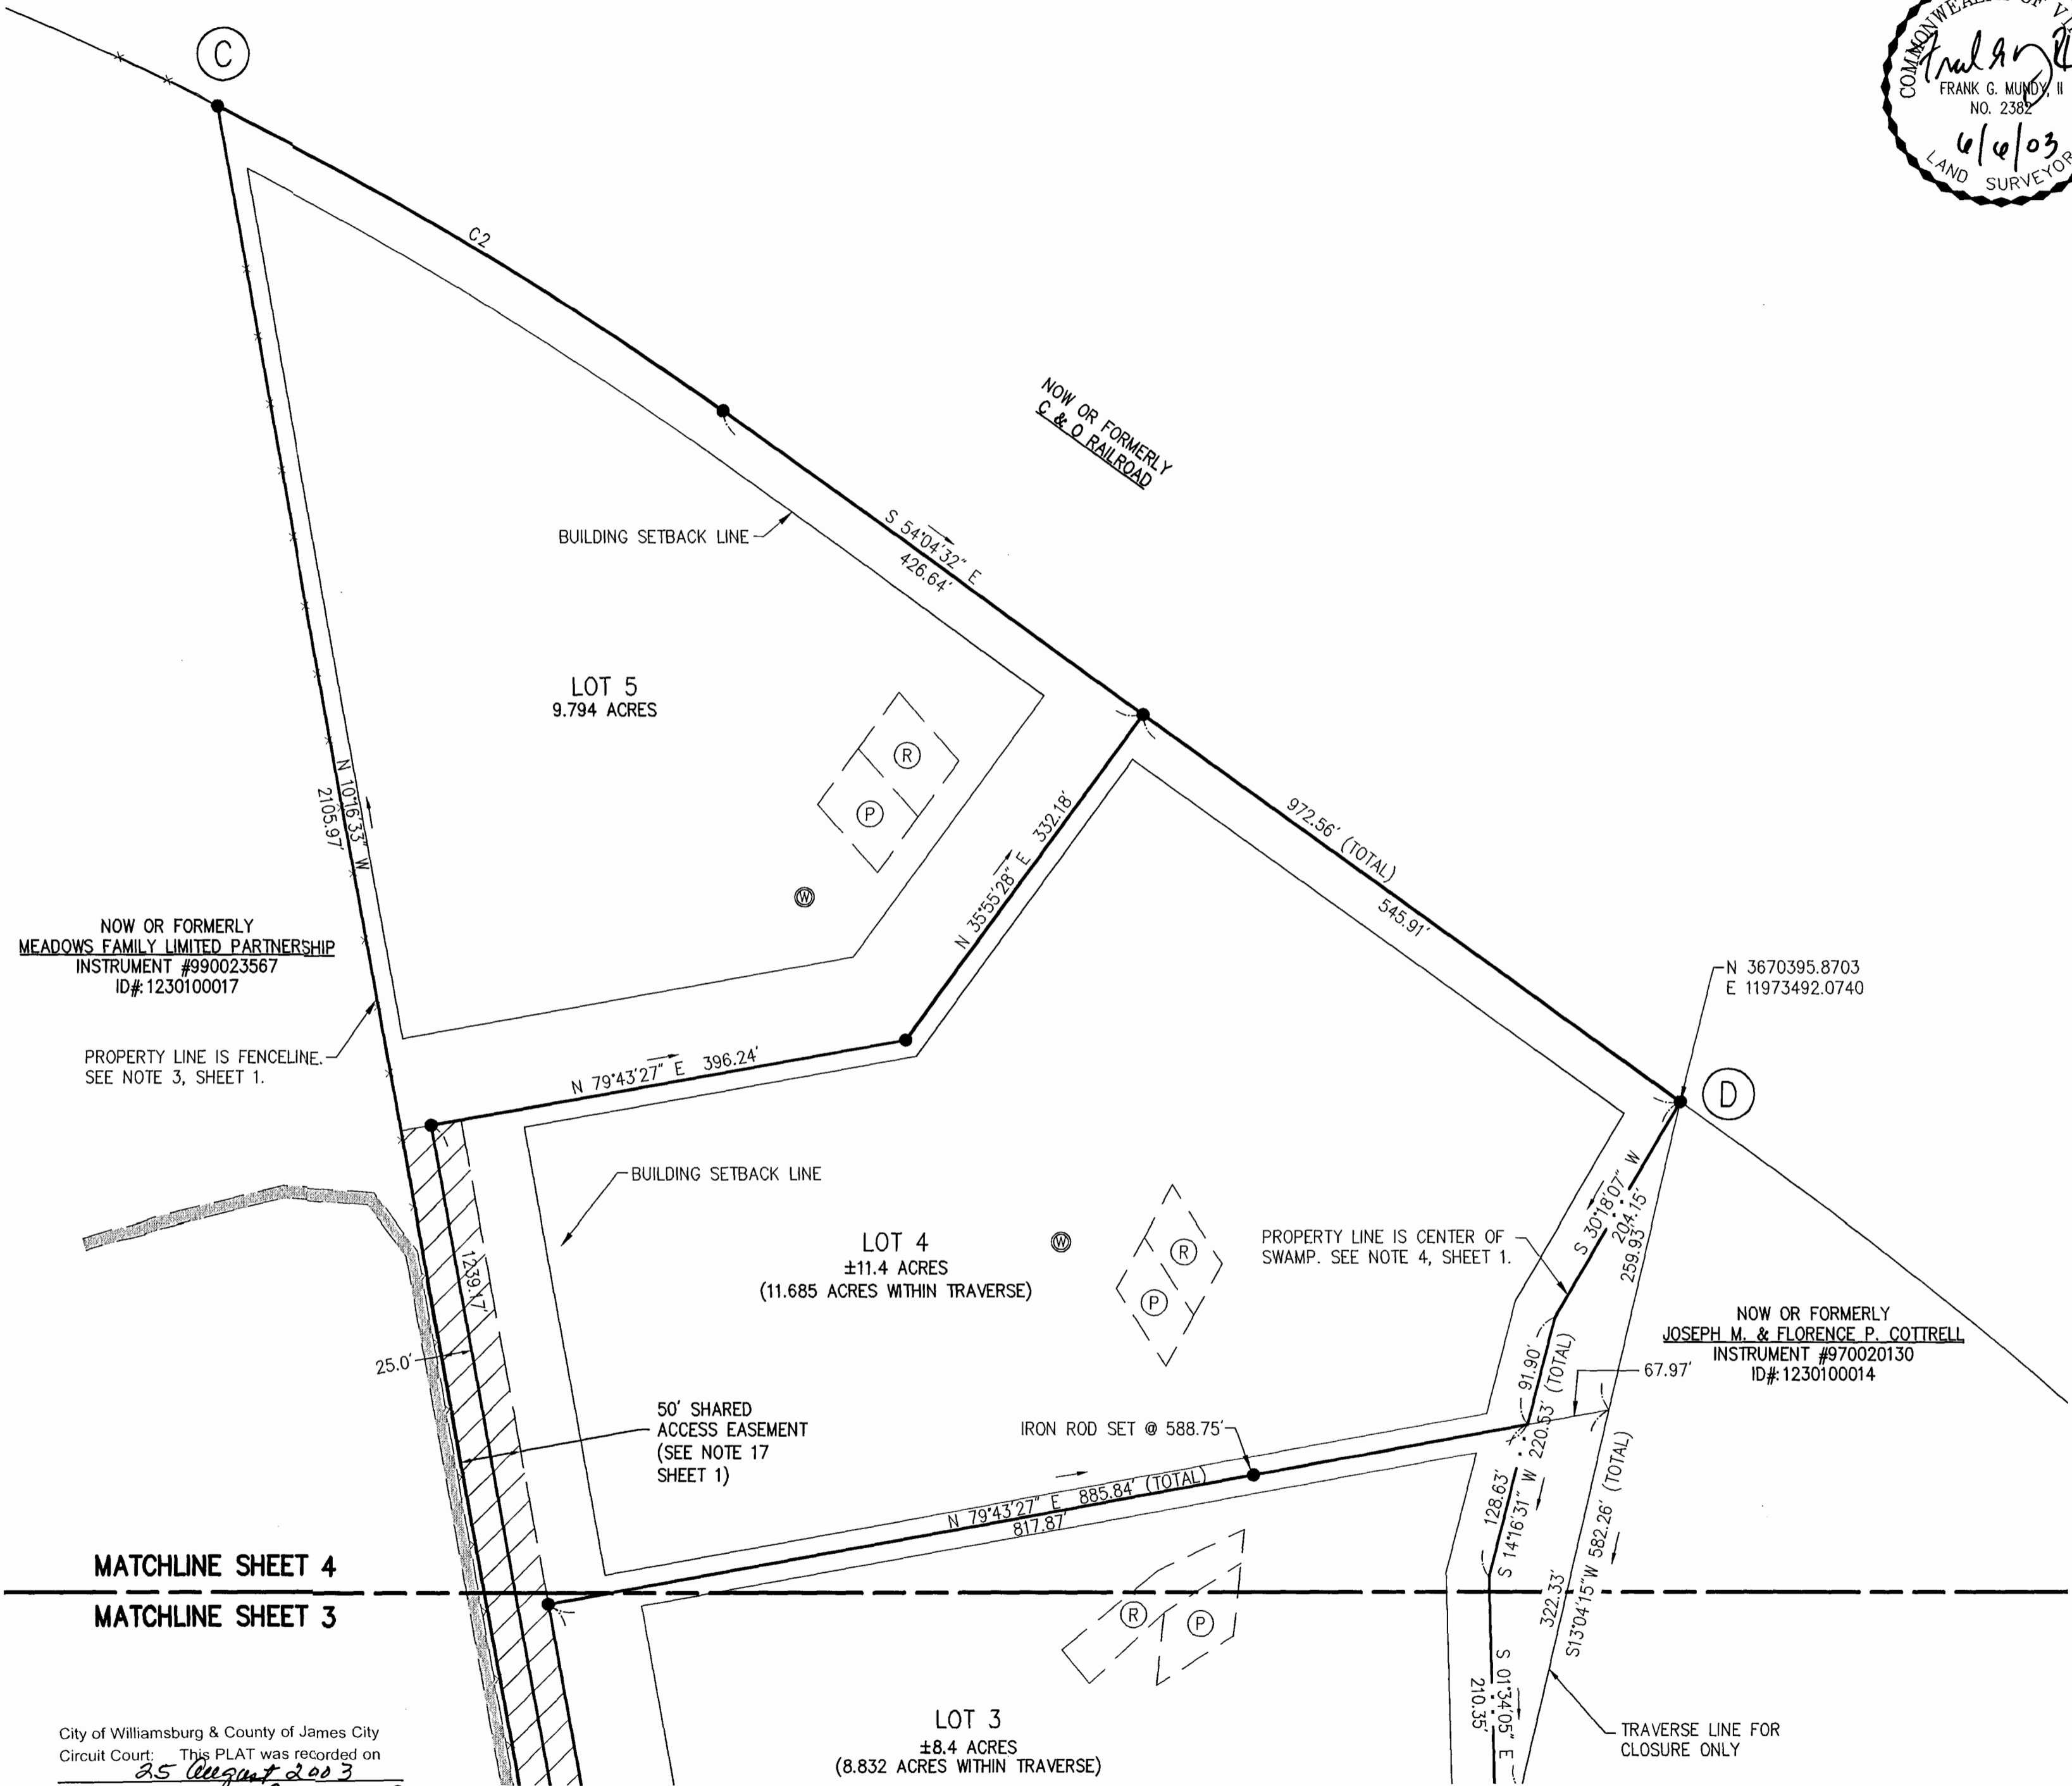 COMMONWEALTH OF
FRANK G. MUNDY, II
NO. 2382
6/6/03
LAND SURVEYOR
C
C2
NOW OR FORMERLY
C & O RAILROAD
BUILDING SETBACK LINE
S 54°04'32" E
426.64'
LOT 5
9.794 ACRES
R
P
W
N 10°16'33" W
2105.97'
N 35°55'28" E 332.18'
972.56' (TOTAL)
545.91'
NOW OR FORMERLY
MEADOWS FAMILY LIMITED PARTNERSHIP
INSTRUMENT #990023567
ID#: 1230100017
N 3670395.8703
E 11973492.0740
PROPERTY LINE IS FENCELINE.
SEE NOTE 3, SHEET 1.
N 79°43'27" E 396.24'
D
BUILDING SETBACK LINE
S 30°18'07" W
204.15'
259.93'
LOT 4
±11.4 ACRES
(11.685 ACRES WITHIN TRAVERSE)
W
R
P
PROPERTY LINE IS CENTER OF
SWAMP. SEE NOTE 4, SHEET 1.
1239.17'
25.0'
NOW OR FORMERLY
JOSEPH M. & FLORENCE P. COTTRELL
INSTRUMENT #970020130
ID#: 1230100014
91.90'
67.97'
50' SHARED
ACCESS EASEMENT
(SEE NOTE 17
SHEET 1)
IRON ROD SET @ 588.75'
N 79°43'27" E 885.84' (TOTAL)
817.87'
128.63'
S 14°16'31" W 220.53' (TOTAL)
322.33'
S13°04'15"W 582.26' (TOTAL)
MATCHLINE SHEET 4
MATCHLINE SHEET 3
R
P
S 01°34'05" E
210.35'
LOT 3
±8.4 ACRES
(8.832 ACRES WITHIN TRAVERSE)
TRAVERSE LINE FOR
CLOSURE ONLY
City of Williamsburg & County of James City
Circuit Court: This PLAT was recorded on
25 August 2003